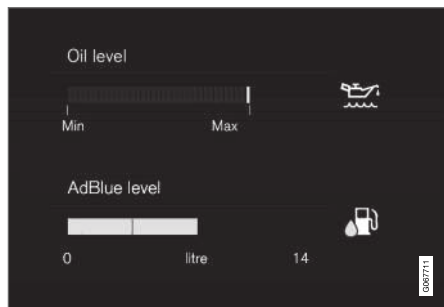 Oil level
Min Max
AdBlue level
0 litre 14
G067711